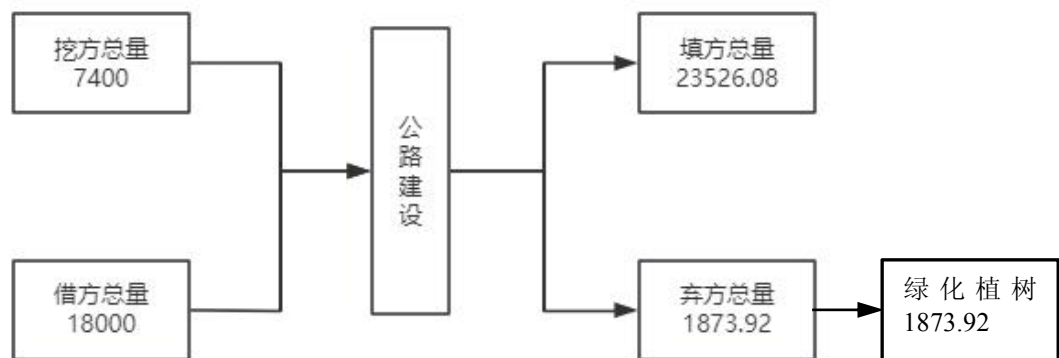 挖方总量
7400
填方总量
23526.08
公
路
建
设
借方总量
18000
弃方总量
1873.92
绿化植树
1873.92